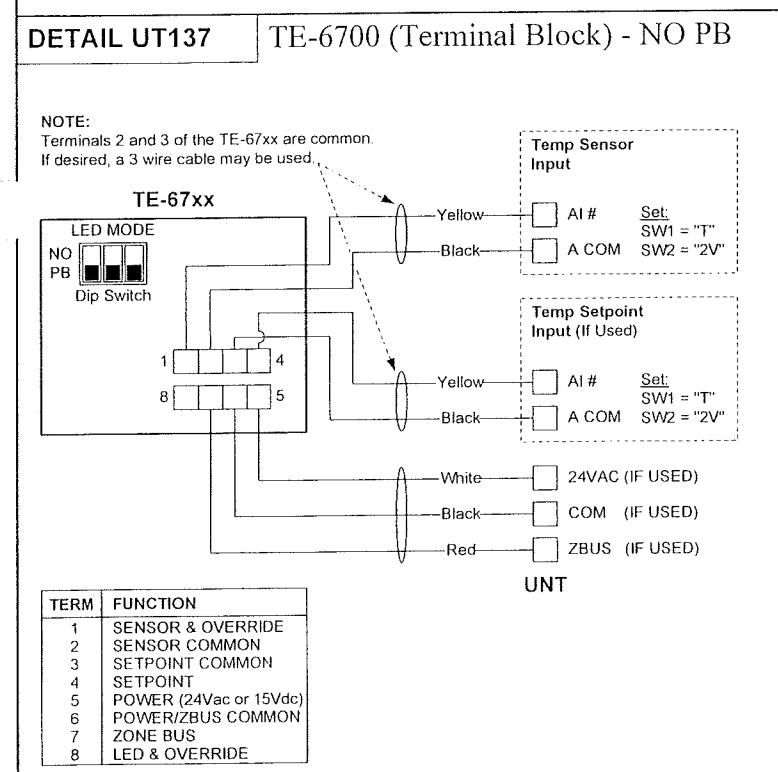 DETAIL UT137 TE-6700 (Terminal Block) - NO PB
NOTE:
Terminals 2 and 3 of the TE-67xx are common.
If desired, a 3 wire cable may be used.
TE-67xx
LED MODE
NO
PB
Dip Switch
1 4
8 5
Temp Sensor
Input
Yellow AI # Set:
SW1 = "T"
Black A COM SW2 = "2V"
Temp Setpoint
Input (If Used)
Yellow AI # Set:
SW1 = "T"
Black A COM SW2 = "2V"
White 24VAC (IF USED)
Black COM (IF USED)
Red ZBUS (IF USED)
UNT
TERM FUNCTION
1 SENSOR & OVERRIDE
2 SENSOR COMMON
3 SETPOINT COMMON
4 SETPOINT
5 POWER (24Vac or 15Vdc)
6 POWER/ZBUS COMMON
7 ZONE BUS
8 LED & OVERRIDE